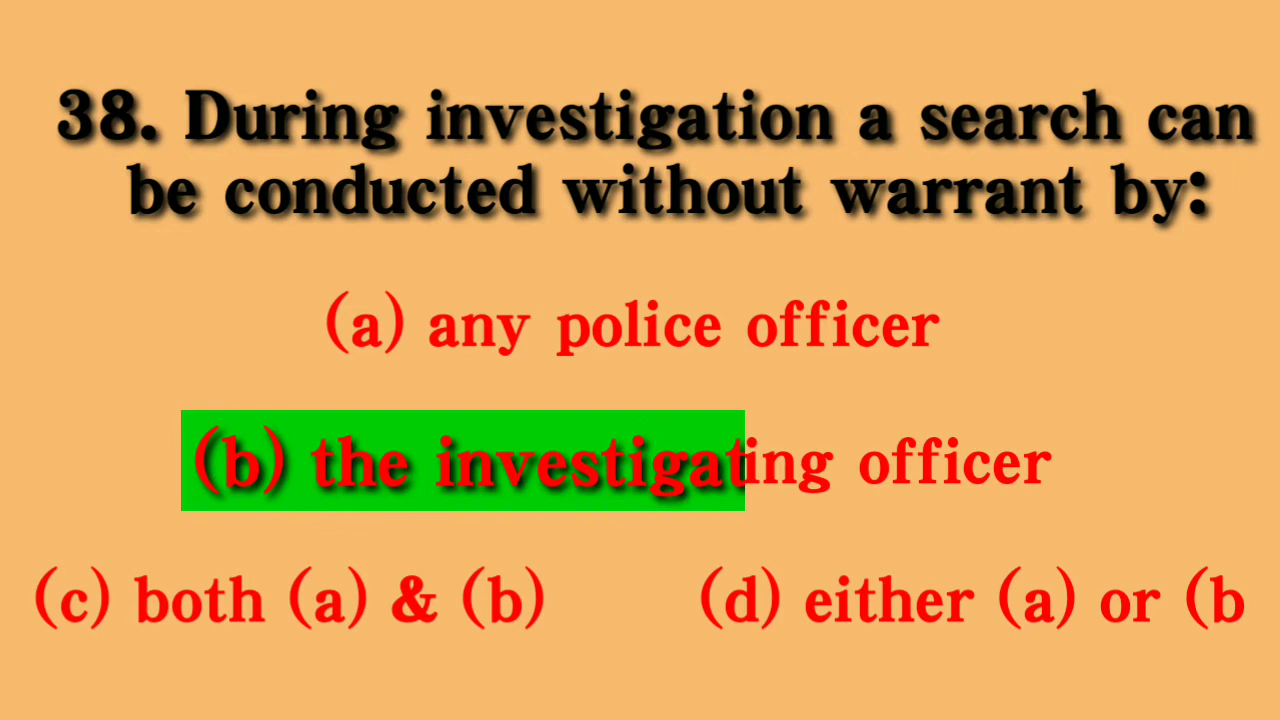 38. During investigation a search can
be conducted without warrant by:
(a) any police officer
(b) the investigating officer
(c) both (a) & (b) (d) either (a) or (b